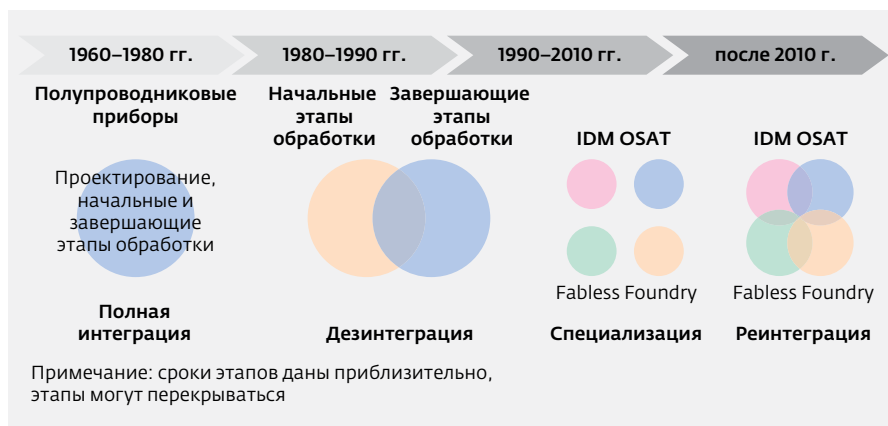 1960–1980 гг.
1980–1990 гг.
1990–2010 гг.
после 2010 г.
Полупроводниковые
приборы
Начальные
этапы
обработки
Завершающие
этапы
обработки
IDM OSAT
IDM OSAT
Проектирование,
начальные и
завершающие
этапы обработки
Fabless Foundry
Fabless Foundry
Полная
интеграция
Дезинтеграция
Специализация
Реинтеграция
Примечание: сроки этапов даны приблизительно,
этапы могут перекрываться